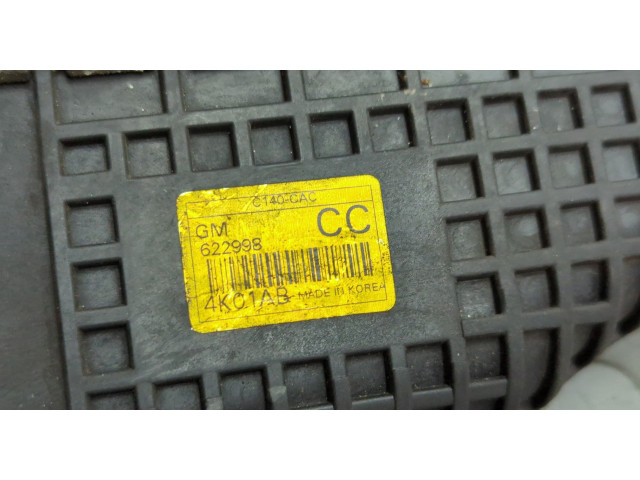 C140-CAC
GM CC
622998
4KC1AB MADE IN KOREA